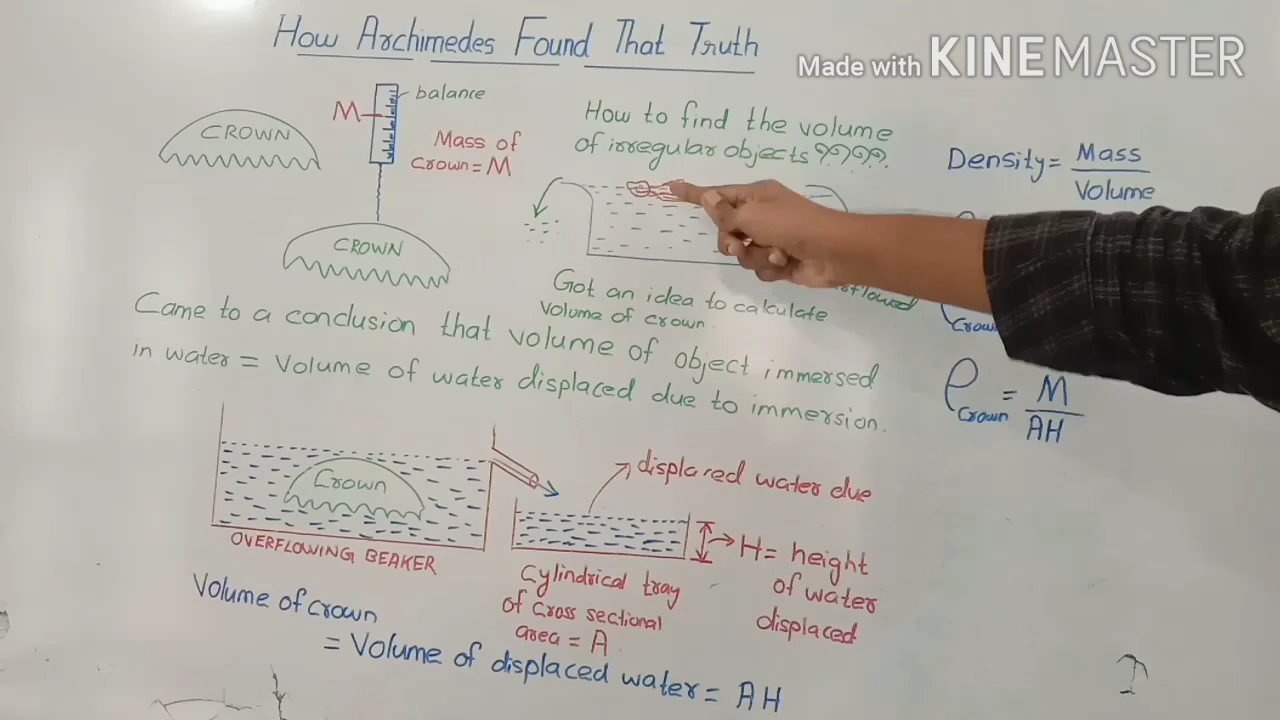 How Archimedes Found That Truth
Made with KINEMASTER
CROWN
M
balance
Mass of
Crown = M
CROWN
How to find the volume
of irregular objects????
Density = Mass
Volume
Got an idea to calculate
Volume of crown.
Crown
Came to a conclusion that volume of object immersed
in water = Volume of water displaced due to immersion.
ρ Crown = M
AH
Crown
OVERFLOWING BEAKER
displaced water due
H = height
of water
displaced
Cylindrical tray
of cross sectional
area = A
Volume of crown
= Volume of displaced water = AH